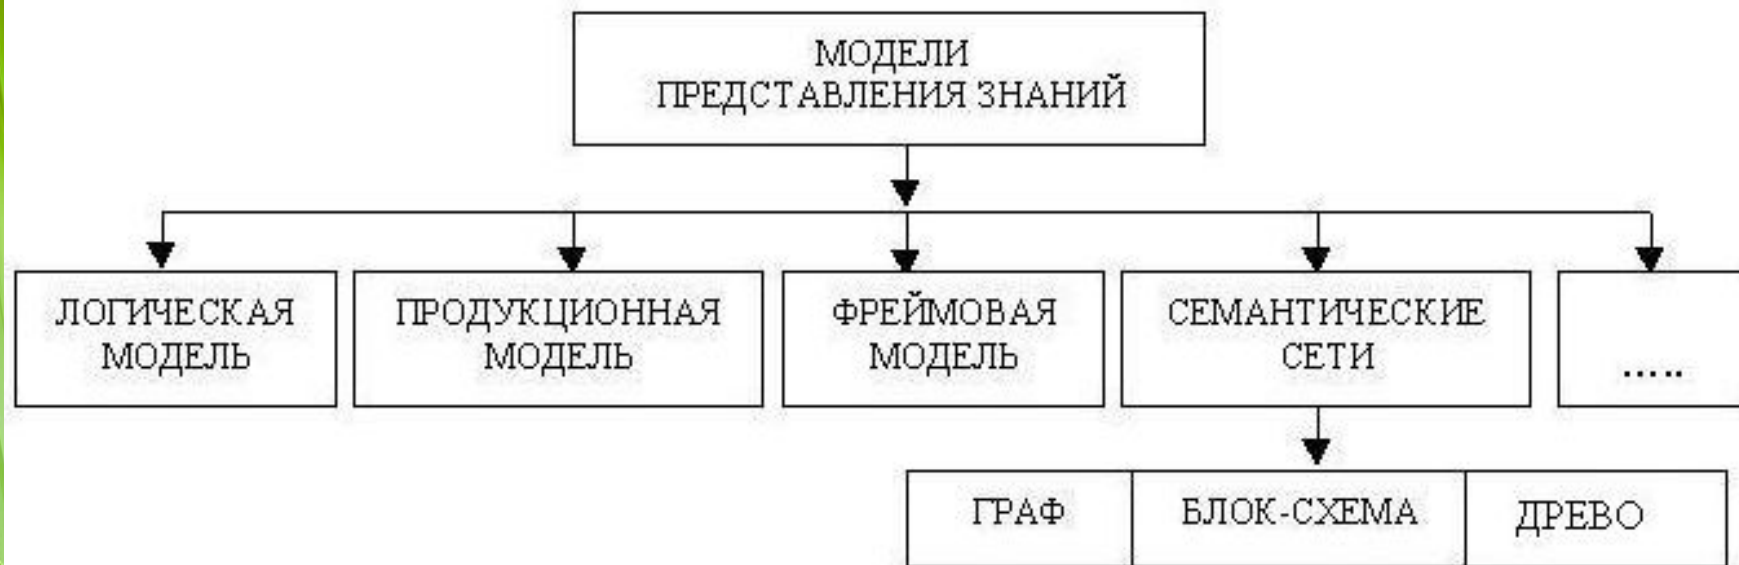 МОДЕЛИ
ПРЕДСТАВЛЕНИЯ ЗНАНИЙ
ЛОГИЧЕСКАЯ
МОДЕЛЬ
ПРОДУКЦИОННАЯ
МОДЕЛЬ
ФРЕЙМОВАЯ
МОДЕЛЬ
СЕМАНТИЧЕСКИЕ
СЕТИ
.....
ГРАФ
БЛОК-СХЕМА
ДРЕВО